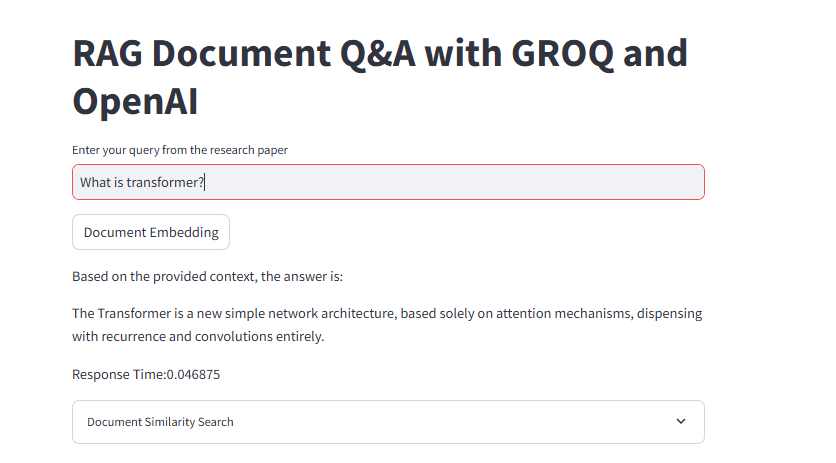 RAG Document Q&A with GROQ and
OpenAI
Enter your query from the research paper
What is transformer?
Document Embedding
Based on the provided context, the answer is:
The Transformer is a new simple network architecture, based solely on attention mechanisms, dispensing
with recurrence and convolutions entirely.
Response Time:0.046875
Document Similarity Search